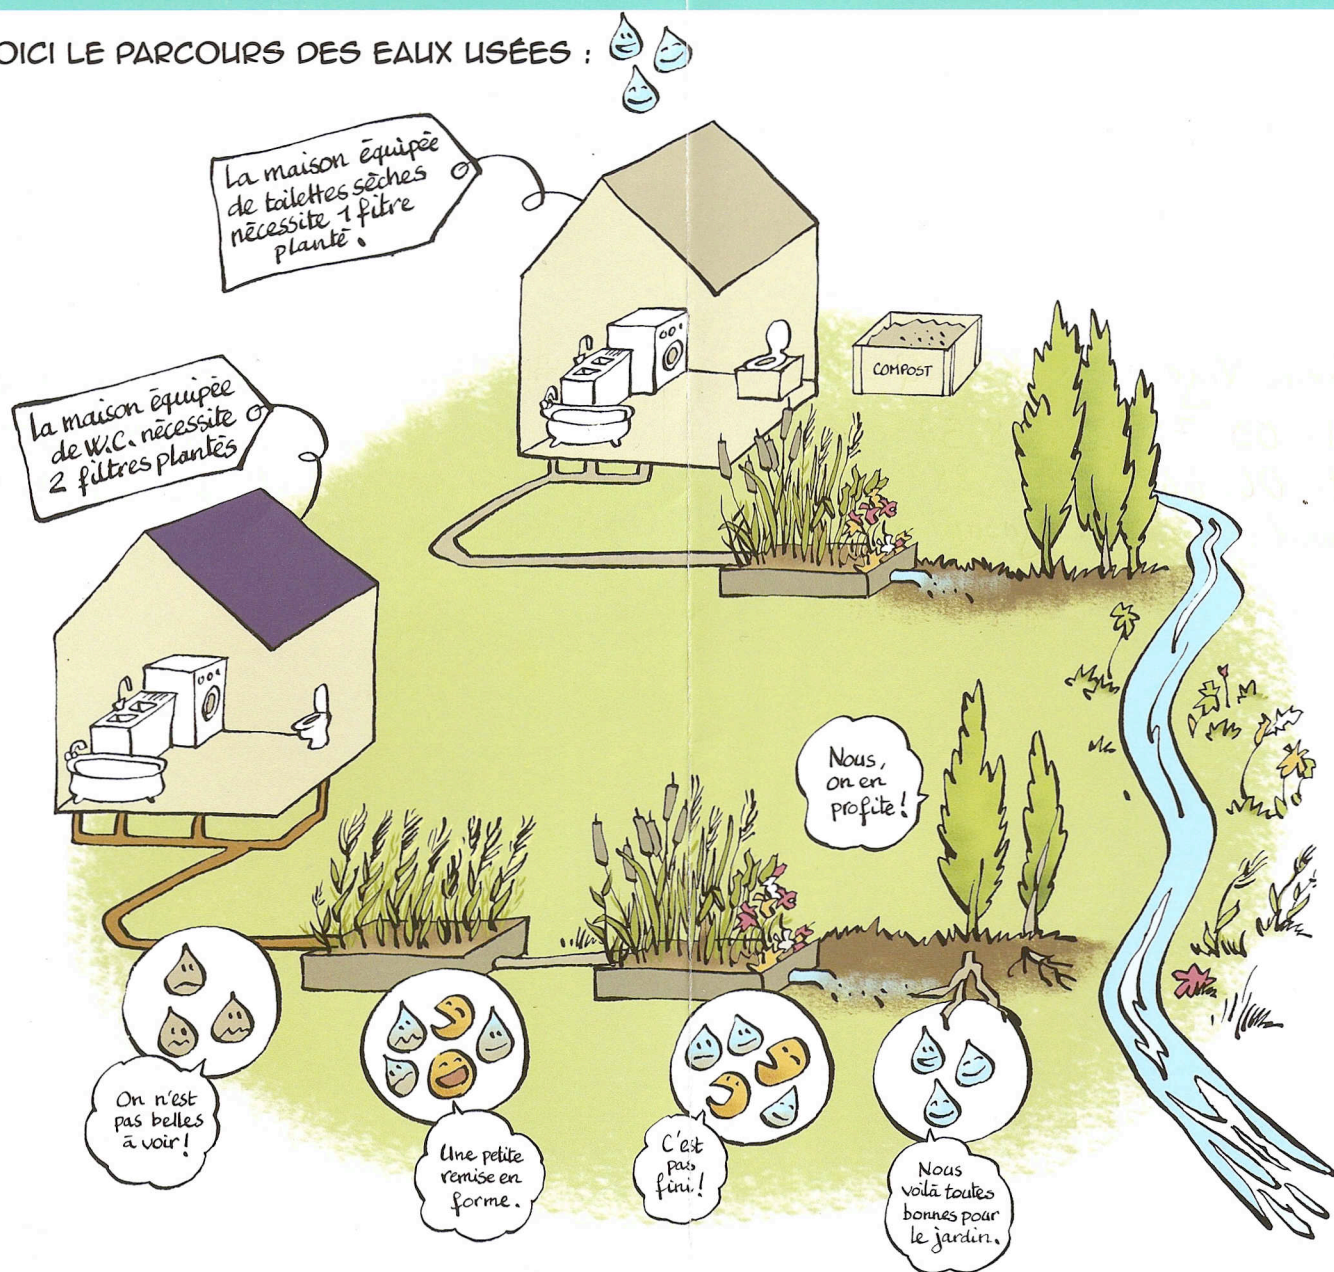 OICI LE PARCOURS DES EAUX USÉES :
La maison équipée
de toilettes sèches
nécessite 1 fitre
planté.
COMPOST
La maison équipée
de W.C. nécessite
2 filtres plantés
Nous,
on en
profite !
On n'est
pas belles
à voir !
Une petite
remise en
forme.
C'est
pas
fini !
Nous
voilà toutes
bonnes pour
le jardin.